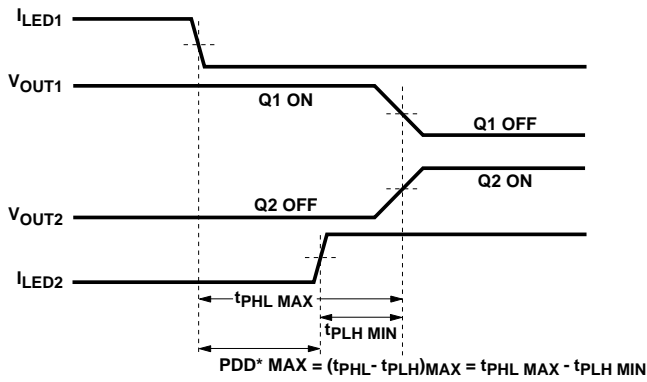 ILED1
VOUT1
Q1 ON
Q1 OFF
Q2 ON
Q2 OFF
VOUT2
ILED2
tPHL MAX
tPLH MIN
PDD* MAX = (tPHL- tPLH)MAX = tPHL MAX - tPLH MIN